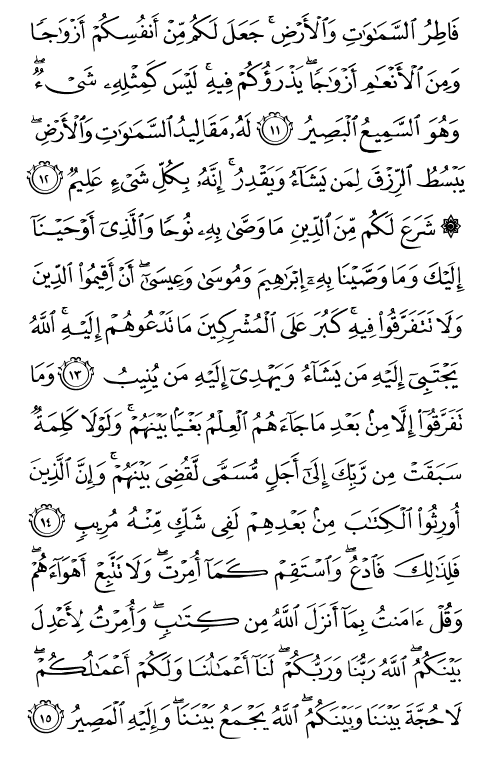 فَاطِرُ السَّمَٰوَٰتِ وَالْأَرْضِ ۚ جَعَلَ لَكُم مِّنْ أَنفُسِكُمْ أَزْوَٰجًا
وَمِنَ الْأَنْعَٰمِ أَزْوَٰجًا ۖ يَذْرَؤُكُمْ فِيهِ ۚ لَيْسَ كَمِثْلِهِۦ شَىْءٌ ۖ
وَهُوَ السَّمِيعُ الْبَصِيرُ ۝١١ لَهُۥ مَقَالِيدُ السَّمَٰوَٰتِ وَالْأَرْضِ ۖ
يَبْسُطُ الرِّزْقَ لِمَن يَشَآءُ وَيَقْدِرُ ۚ إِنَّهُۥ بِكُلِّ شَىْءٍ عَلِيمٌ ۝١٢
۞ شَرَعَ لَكُم مِّنَ الدِّينِ مَا وَصَّىٰ بِهِۦ نُوحًا وَالَّذِىٓ أَوْحَيْنَآ
إِلَيْكَ وَمَا وَصَّيْنَا بِهِۦٓ إِبْرَٰهِيمَ وَمُوسَىٰ وَعِيسَىٰٓ ۖ أَنْ أَقِيمُوا۟ الدِّينَ
وَلَا تَتَفَرَّقُوا۟ فِيهِ ۚ كَبُرَ عَلَى الْمُشْرِكِينَ مَا تَدْعُوهُمْ إِلَيْهِ ۚ اللَّهُ
يَجْتَبِىٓ إِلَيْهِ مَن يَشَآءُ وَيَهْدِىٓ إِلَيْهِ مَن يُنِيبُ ۝١٣ وَمَا
تَفَرَّقُوٓا۟ إِلَّا مِنۢ بَعْدِ مَا جَآءَهُمُ الْعِلْمُ بَغْيًۢا بَيْنَهُمْ ۚ وَلَوْلَا كَلِمَةٌ
سَبَقَتْ مِن رَّبِّكَ إِلَىٰٓ أَجَلٍ مُّسَمًّى لَّقُضِىَ بَيْنَهُمْ ۚ وَإِنَّ الَّذِينَ
أُورِثُوا۟ الْكِتَٰبَ مِنۢ بَعْدِهِمْ لَفِى شَكٍّ مِّنْهُ مُرِيبٍ ۝١٤
فَلِذَٰلِكَ فَادْعُ ۖ وَاسْتَقِمْ كَمَآ أُمِرْتَ ۖ وَلَا تَتَّبِعْ أَهْوَآءَهُمْ ۖ
وَقُلْ ءَامَنتُ بِمَآ أَنزَلَ اللَّهُ مِن كِتَٰبٍ ۖ وَأُمِرْتُ لِأَعْدِلَ
بَيْنَكُمُ ۖ اللَّهُ رَبُّنَا وَرَبُّكُمْ ۖ لَنَآ أَعْمَٰلُنَا وَلَكُمْ أَعْمَٰلُكُمْ ۖ
لَا حُجَّةَ بَيْنَنَا وَبَيْنَكُمُ ۖ اللَّهُ يَجْمَعُ بَيْنَنَا ۖ وَإِلَيْهِ الْمَصِيرُ ۝١٥